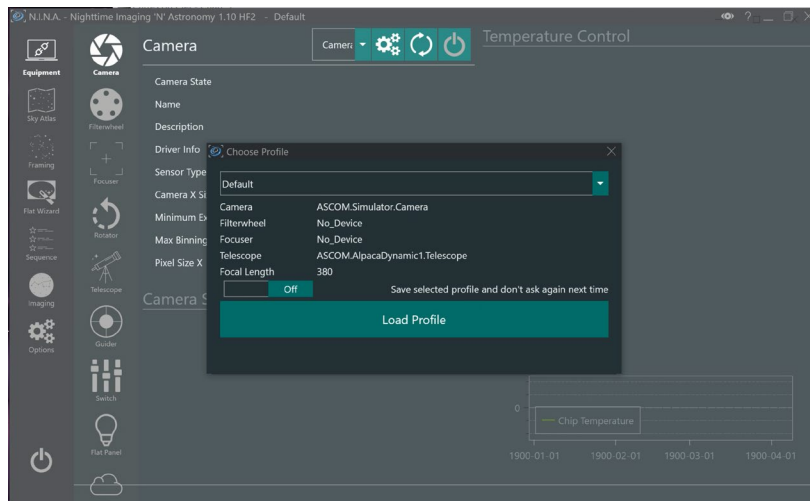 N.I.N.A. - Nighttime Imaging 'N' Astronomy 1.10 HF2 - Default
?
Equipment
Sky Atlas
Framing
Flat Wizard
Sequence
Imaging
Options
Camera
Filterwheel
Focuser
Rotator
Telescope
Guider
Switch
Flat Panel
Camera
Camera
Temperature Control
Camera State
Name
Description
Driver Info
Sensor Type
Camera X Si
Minimum Ex
Max Binning
Pixel Size X
Camera S
Choose Profile
Default
Camera ASCOM.Simulator.Camera
Filterwheel No_Device
Focuser No_Device
Telescope ASCOM.AlpacaDynamic1.Telescope
Focal Length 380
Off Save selected profile and don't ask again next time
Load Profile
0
Chip Temperature
1900-01-01 1900-02-01 1900-03-01 1900-04-01